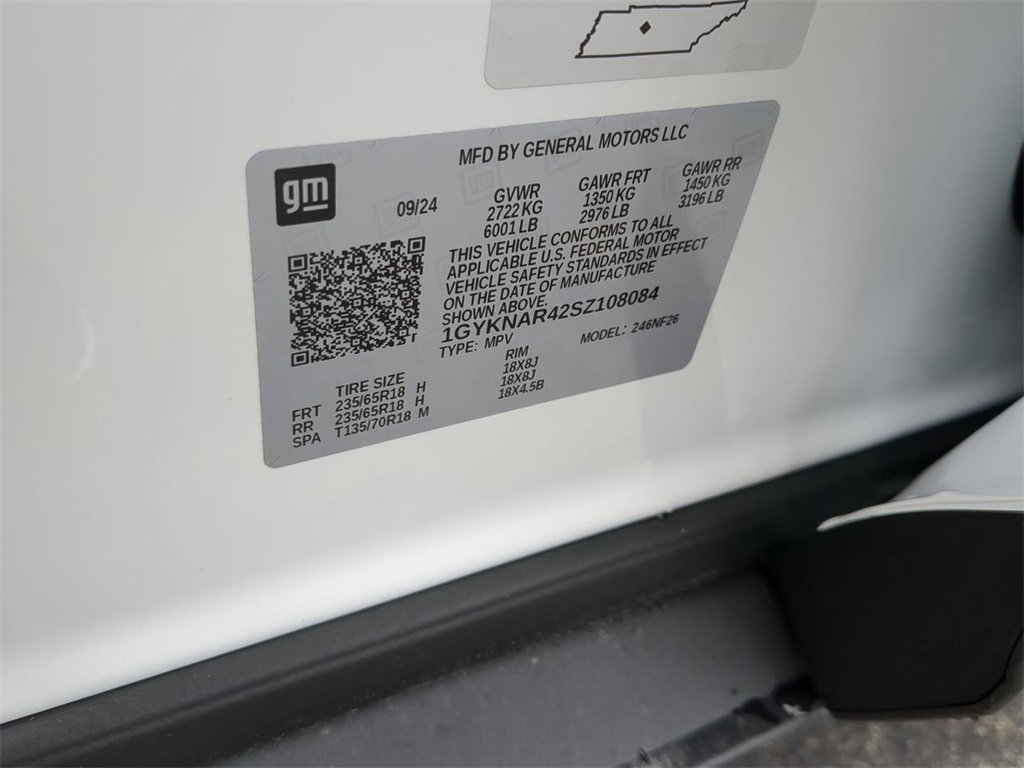 MFD BY GENERAL MOTORS LLC
gm
09/24
GVWR
2722 KG
6001 LB
GAWR FRT
1350 KG
2976 LB
GAWR RR
1450 KG
3196 LB
THIS VEHICLE CONFORMS TO ALL
APPLICABLE U.S. FEDERAL MOTOR
VEHICLE SAFETY STANDARDS IN EFFECT
ON THE DATE OF MANUFACTURE
SHOWN ABOVE.
1GYKNAR42SZ108084
TYPE: MPV MODEL: 246NF26
T
TIRE SIZE RIM
FRT 235/65R18 H 18X8J
RR 235/65R18 H 18X8J
SPA T135/70R18 M 18X4.5B